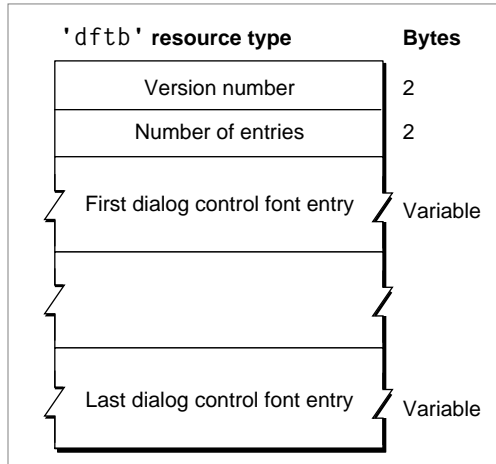 'dftb' resource type Bytes
Version number 2
Number of entries 2
First dialog control font entry Variable
Last dialog control font entry Variable